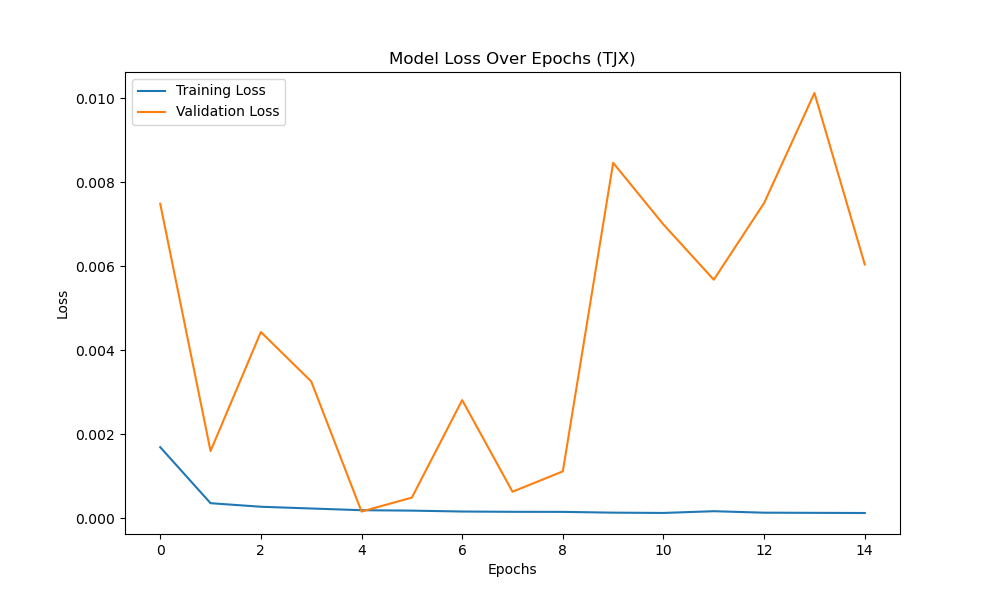 Model Loss Over Epochs (TJX)
Training Loss
Validation Loss
0.010
0.008
0.006
0.004
0.002
0.000
Loss
0 2 4 6 8 10 12 14
Epochs